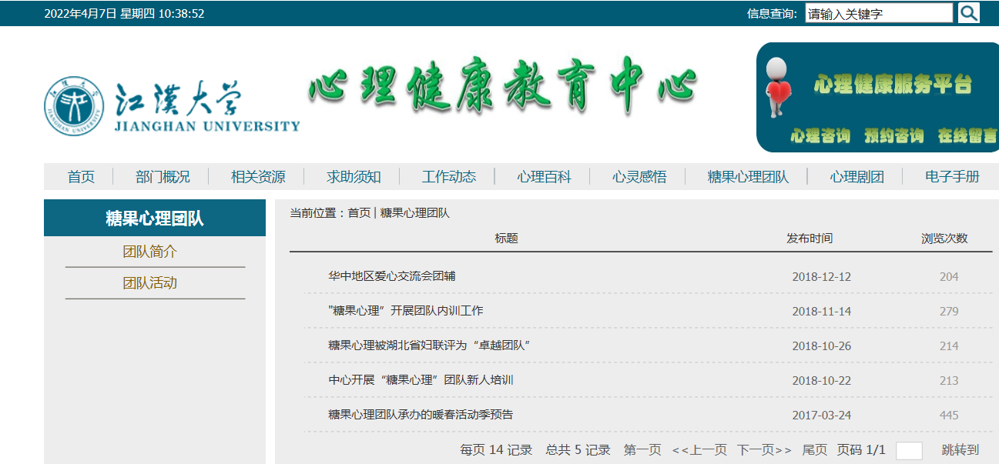 2022年4月7日 星期四 10:38:52 信息查询: 请输入关键字
江漢大学
JIANGHAN UNIVERSITY
心理健康教育中心
心理健康服务平台
心理咨询 预约咨询 在线留言
首页 部门概况 相关资源 求助须知 工作动态 心理百科 心灵感悟 糖果心理团队 心理剧团 电子手册
糖果心理团队
团队简介
团队活动
当前位置：首页 | 糖果心理团队
标题 发布时间 浏览次数
华中地区爱心交流会团辅 2018-12-12 204
"糖果心理”开展团队内训工作 2018-11-14 279
糖果心理被湖北省妇联评为“卓越团队” 2018-10-26 214
中心开展“糖果心理”团队新人培训 2018-10-22 213
糖果心理团队承办的暖春活动季预告 2017-03-24 445
每页 14 记录 总共 5 记录 第一页 <<上一页 下一页>> 尾页 页码 1/1 跳转到